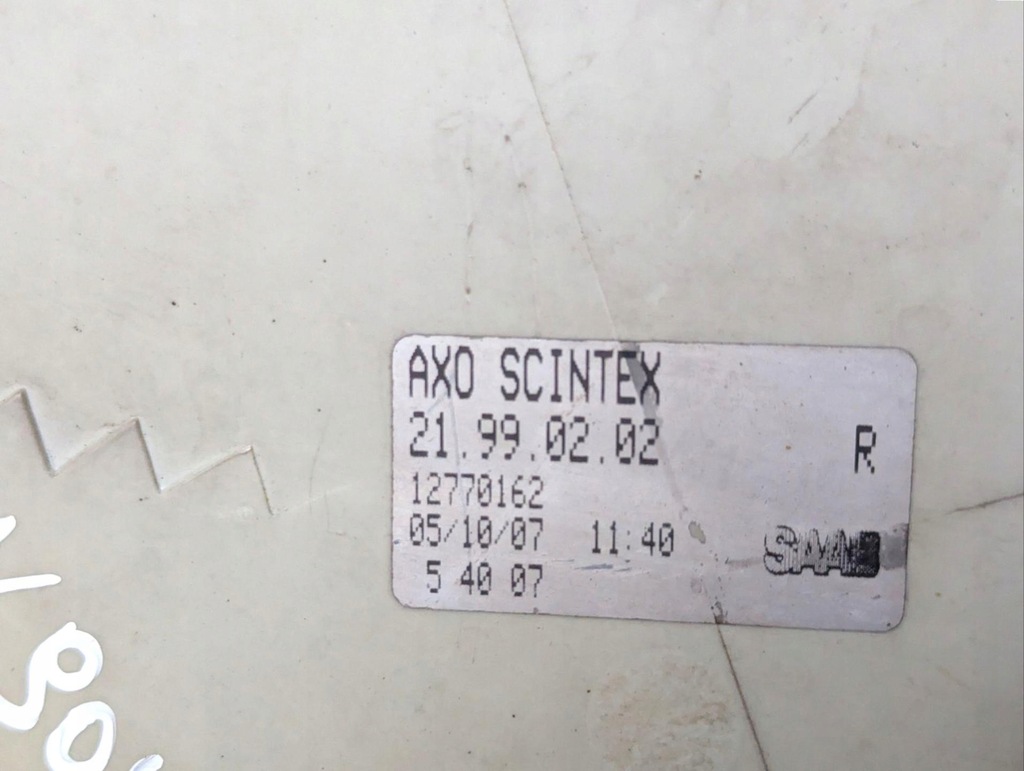 AXO SCINTEX
21.99.02.02 R
12770162
05/10/07 11:40 SAAB
5 40 07